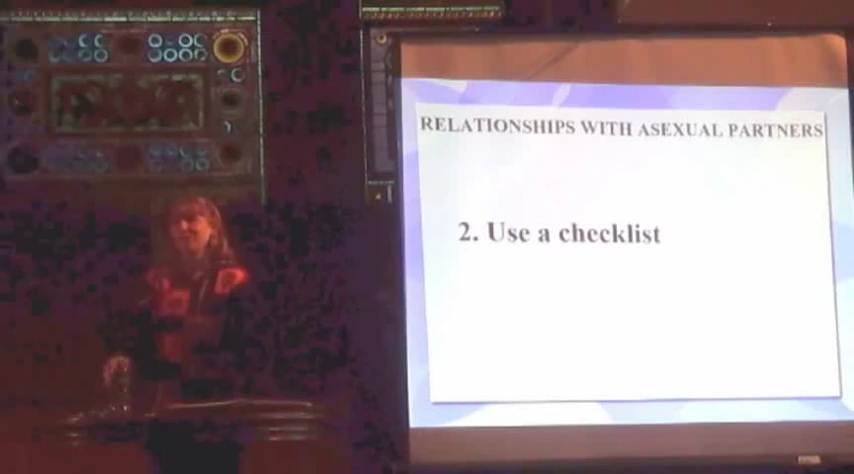 RELATIONSHIPS WITH ASEXUAL PARTNERS
2. Use a checklist